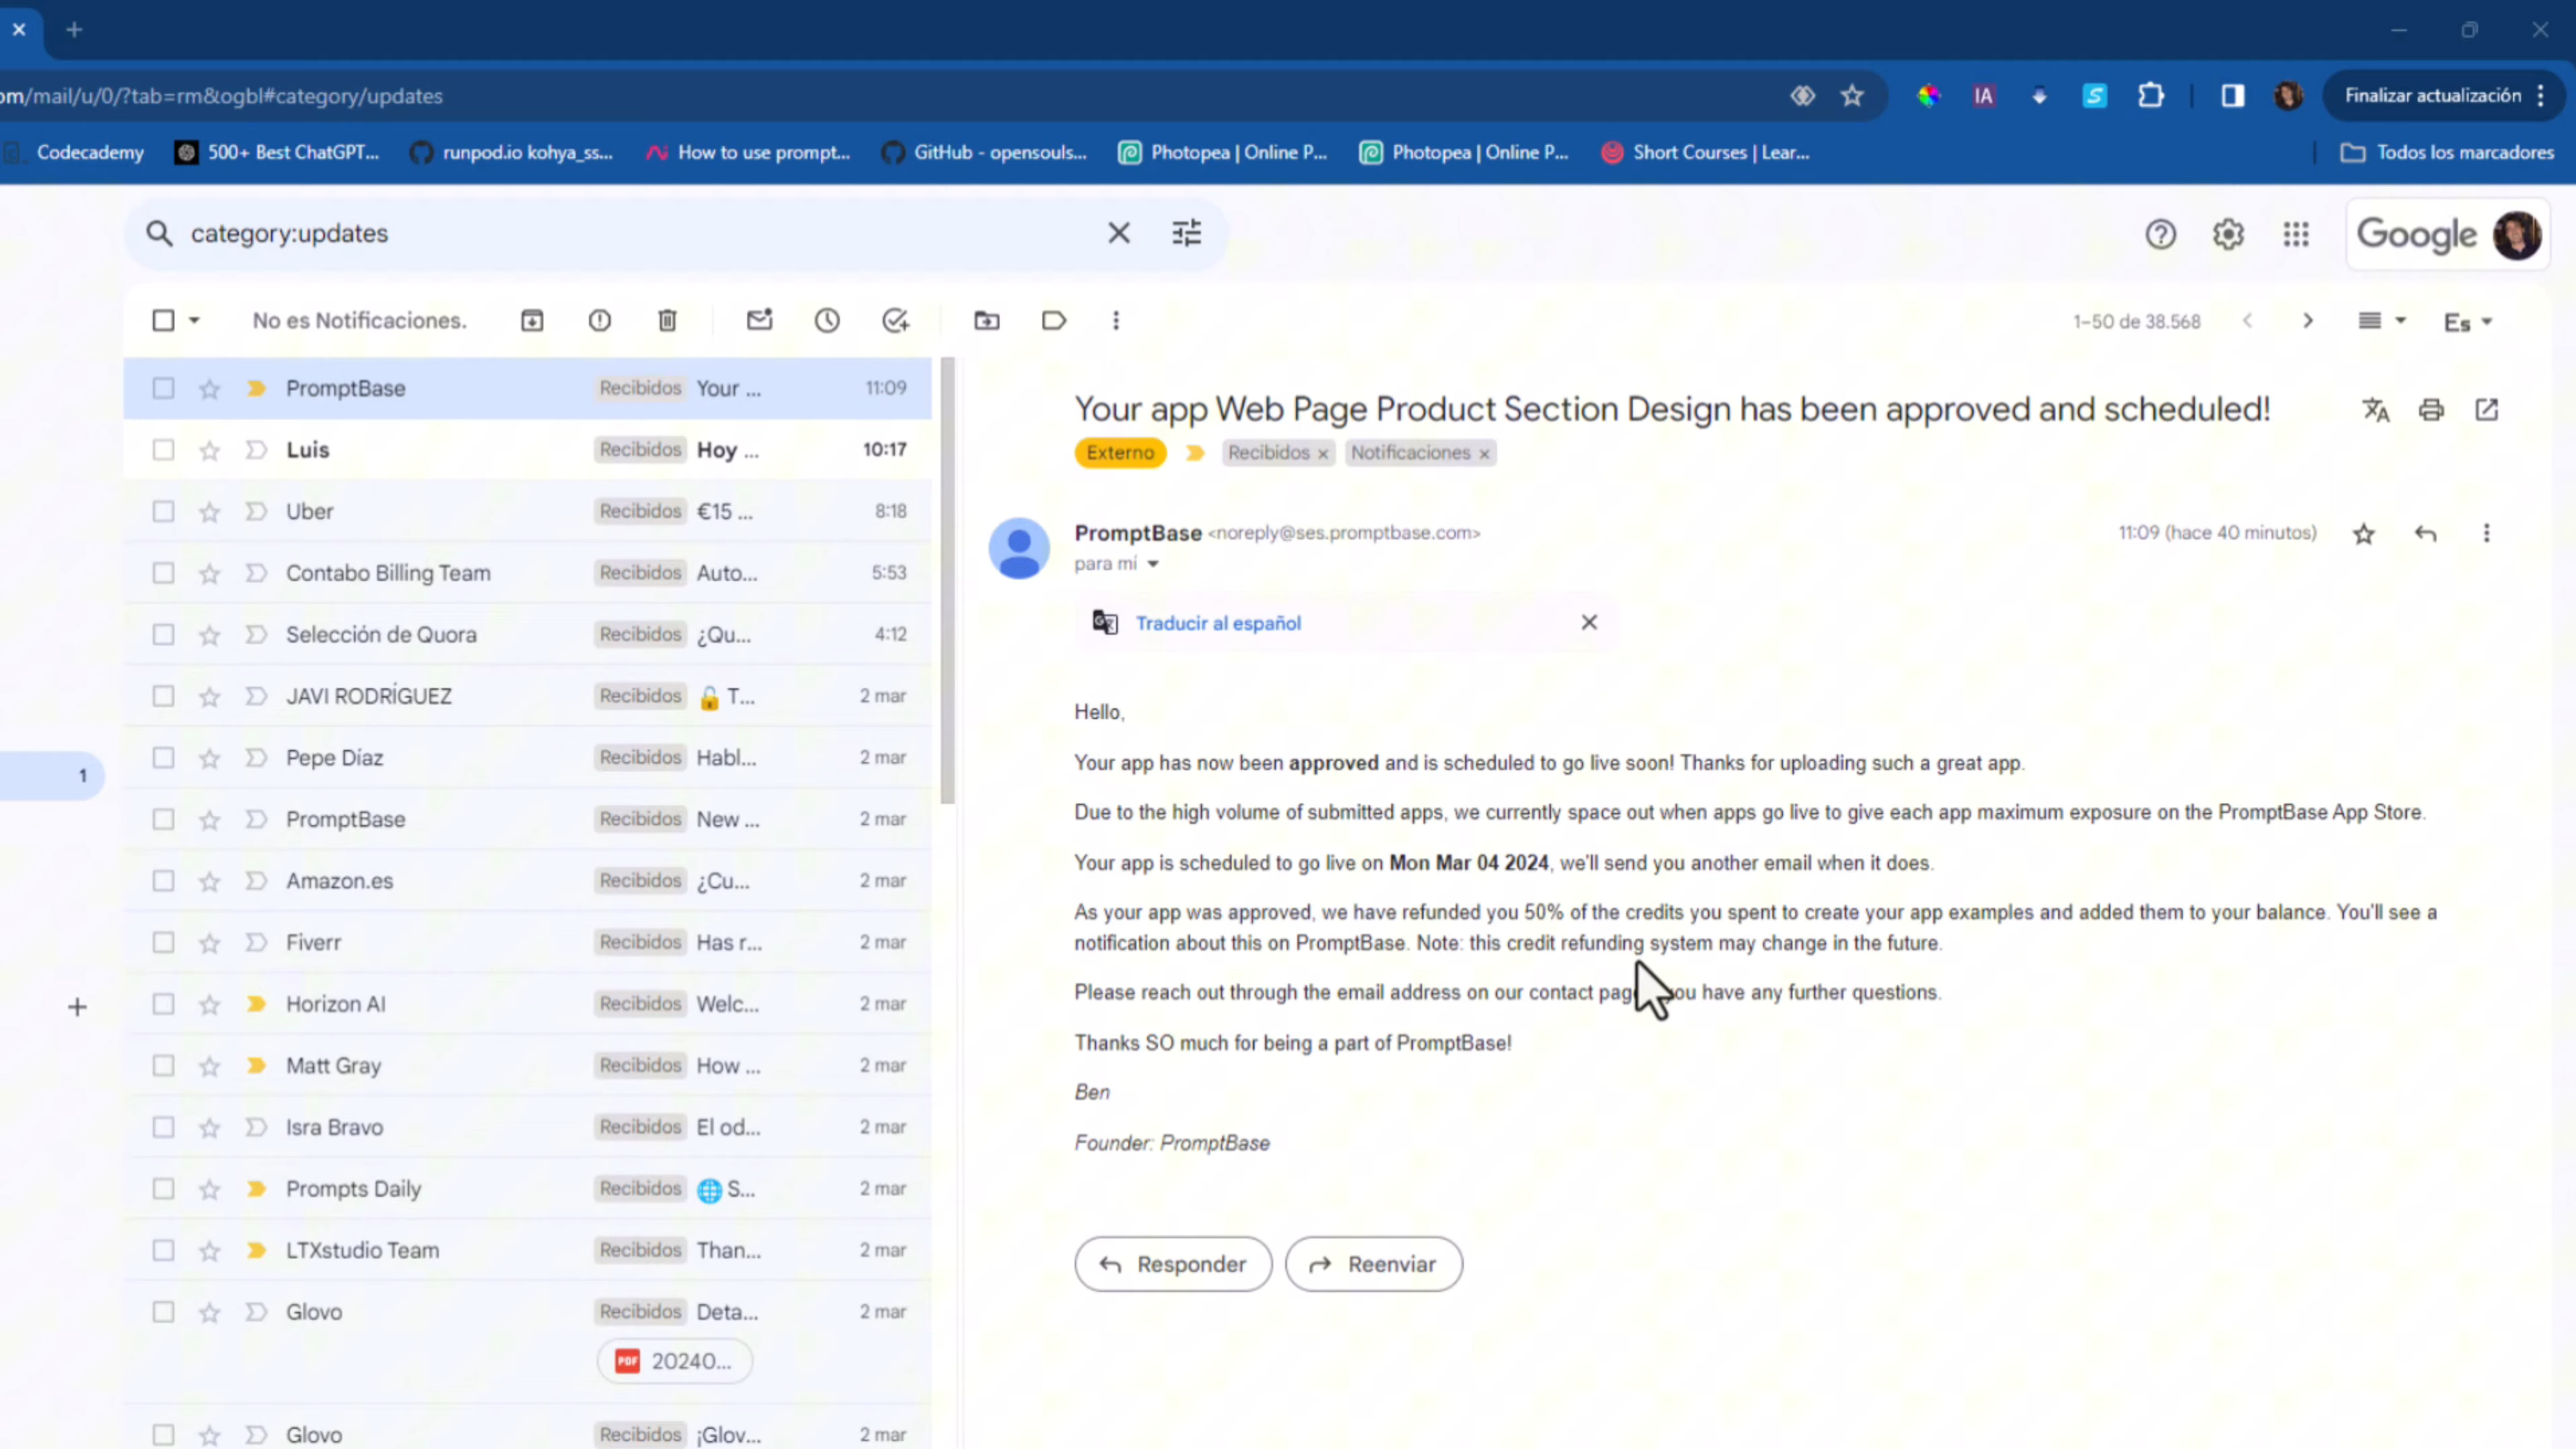 om/mail/u/0/?tab=rm&ogbl#category/updates
IA
S
Finalizar actualización
Codecademy
500+ Best ChatGPT...
runpod.io kohya_ss...
How to use prompt...
GitHub - opensouls...
Photopea | Online P...
Photopea | Online P...
Short Courses | Lear...
Todos los marcadores
category:updates
Google
No es Notificaciones.
1–50 de 38.568
Es
PromptBase Recibidos Your ... 11:09
Luis Recibidos Hoy ... 10:17
Uber Recibidos €15 ... 8:18
Contabo Billing Team Recibidos Auto... 5:53
Selección de Quora Recibidos ¿Qu... 4:12
JAVI RODRÍGUEZ Recibidos 🔓 T... 2 mar
Pepe Díaz Recibidos Habl... 2 mar
PromptBase Recibidos New ... 2 mar
Amazon.es Recibidos ¿Cu... 2 mar
Fiverr Recibidos Has r... 2 mar
Horizon AI Recibidos Welc... 2 mar
Matt Gray Recibidos How ... 2 mar
Isra Bravo Recibidos El od... 2 mar
Prompts Daily Recibidos 🌐 S... 2 mar
LTXstudio Team Recibidos Than... 2 mar
Glovo Recibidos Deta... 2 mar
PDF 20240...
Glovo Recibidos ¡Glov... 2 mar
1
Your app Web Page Product Section Design has been approved and scheduled!
Externo Recibidos x Notificaciones x
PromptBase <noreply@ses.promptbase.com> 11:09 (hace 40 minutos)
para mí
Traducir al español
Hello,
Your app has now been approved and is scheduled to go live soon! Thanks for uploading such a great app.
Due to the high volume of submitted apps, we currently space out when apps go live to give each app maximum exposure on the PromptBase App Store.
Your app is scheduled to go live on Mon Mar 04 2024, we'll send you another email when it does.
As your app was approved, we have refunded you 50% of the credits you spent to create your app examples and added them to your balance. You'll see a
notification about this on PromptBase. Note: this credit refunding system may change in the future.
Please reach out through the email address on our contact pag ou have any further questions.
Thanks SO much for being a part of PromptBase!
Ben
Founder: PromptBase
Responder
Reenviar